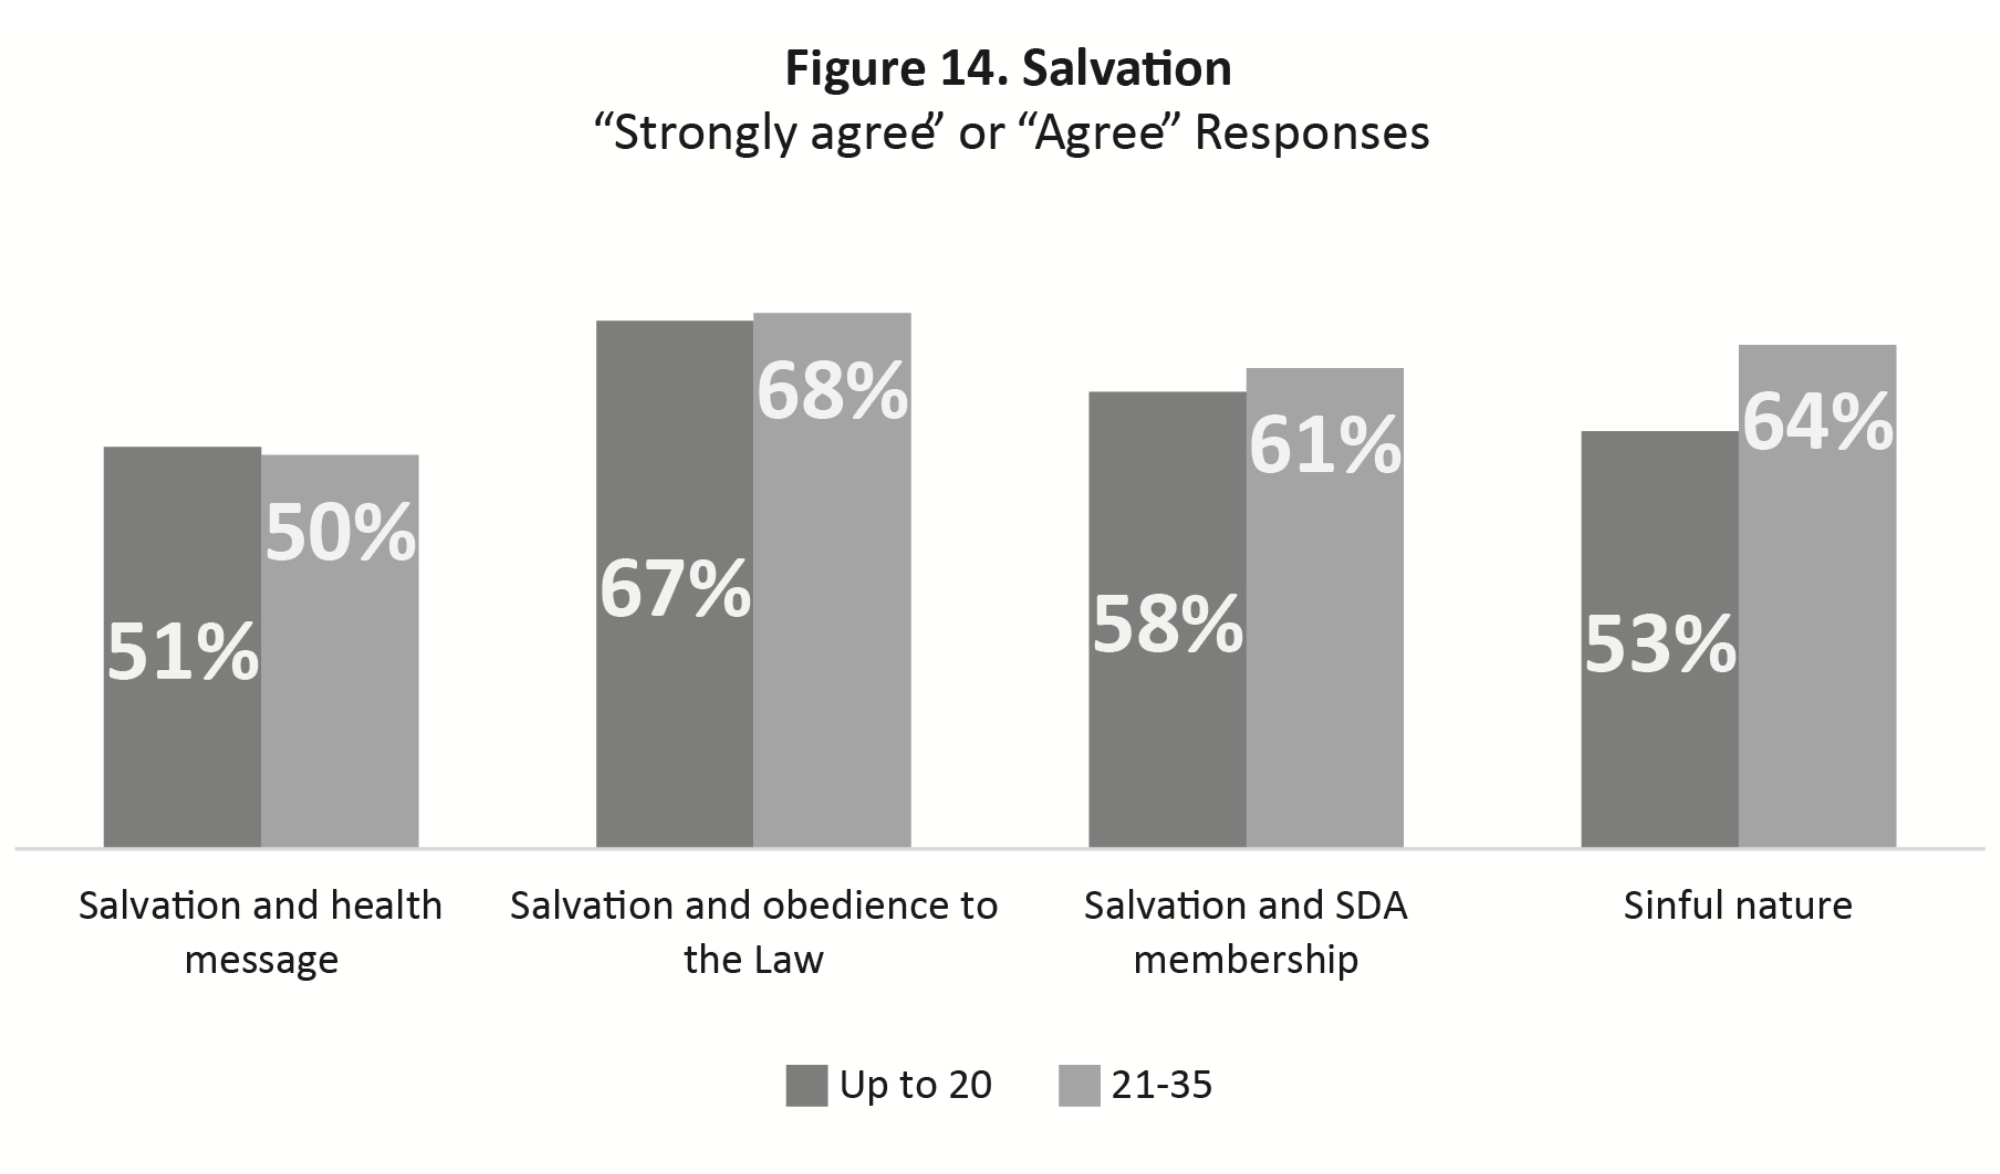 Figure 14. Salvation
“Strongly agree” or “Agree” Responses
51%
50%
67%
68%
58%
61%
53%
64%
Salvation and health
message
Salvation and obedience to
the Law
Salvation and SDA
membership
Sinful nature
Up to 20
21-35